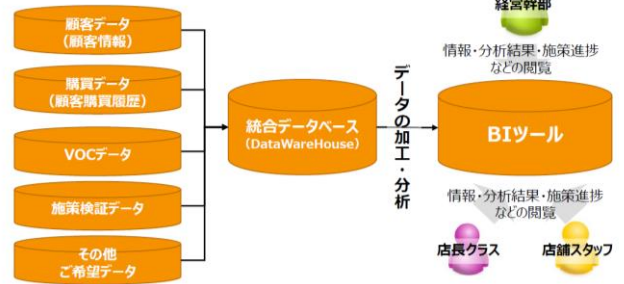 顧客データ
(顧客情報)
購買データ
(顧客購買履歴)
VOCデータ
施策検証データ
その他
ご希望データ
統合データベース
(DataWareHouse)
データの加工・分析
経営幹部
情報・分析結果・施策進捗
などの閲覧
BIツール
情報・分析結果・施策進捗
などの閲覧
店長クラス
店舗スタッフ